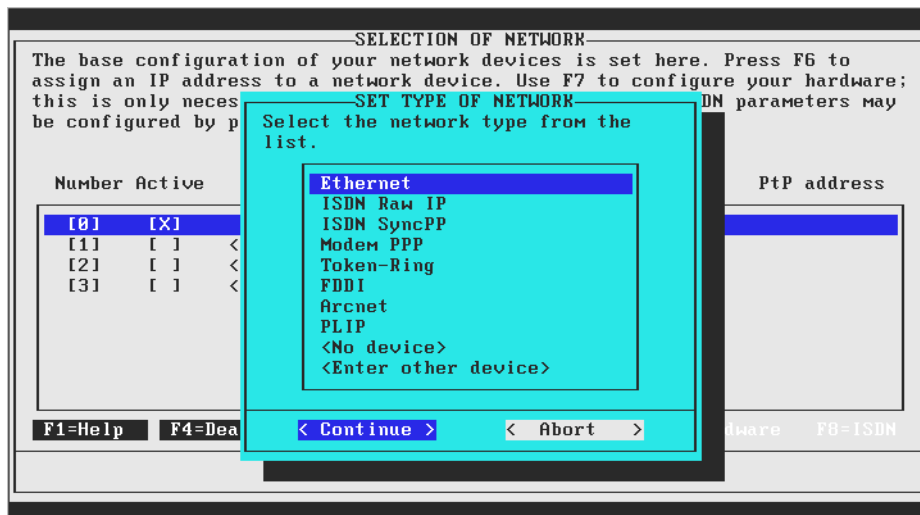 SELECTION OF NETWORK
The base configuration of your network devices is set here. Press F6 to
assign an IP address to a network device. Use F7 to configure your hardware;
this is only neces
DN parameters may
be configured by p
SET TYPE OF NETWORK
Select the network type from the
list.
Number Active
PtP address
[0] [X]
[1] [ ] <
[2] [ ] <
[3] [ ] <
Ethernet
ISDN Raw IP
ISDN SyncPP
Modem PPP
Token-Ring
FDDI
Arcnet
PLIP
<No device>
<Enter other device>
< Continue > < Abort >
F1=Help F4=Dea
dware F8=ISDN